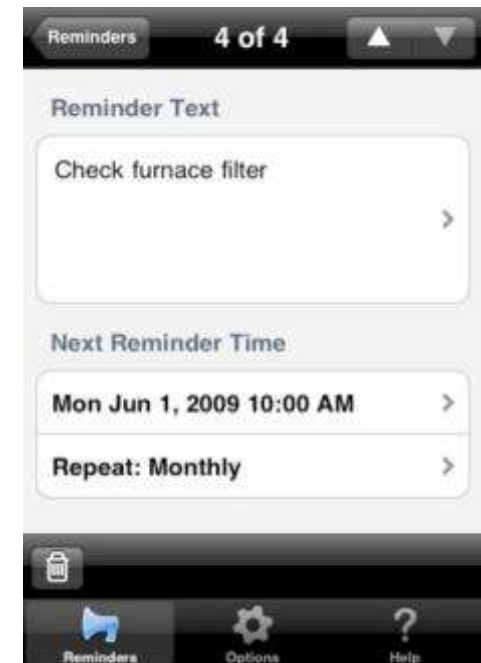 Reminders
4 of 4
Reminder Text
Check furnace filter
Next Reminder Time
Mon Jun 1, 2009 10:00 AM
Repeat: Monthly
Reminders
Options
Help